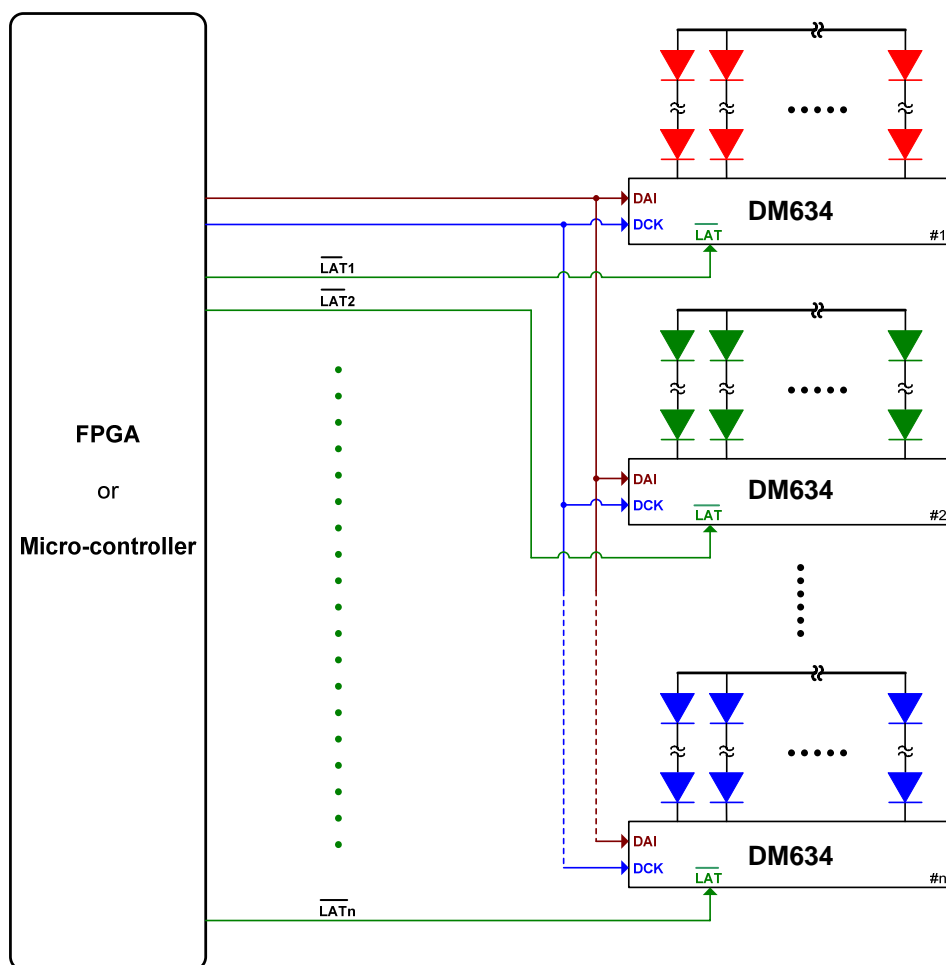 DAI
DM634
DCK
LAT
#1
LAT1
LAT2
FPGA
or
Micro-controller
DAI
DM634
DCK
LAT
#2
DAI
DM634
DCK
LAT
#n
LATn